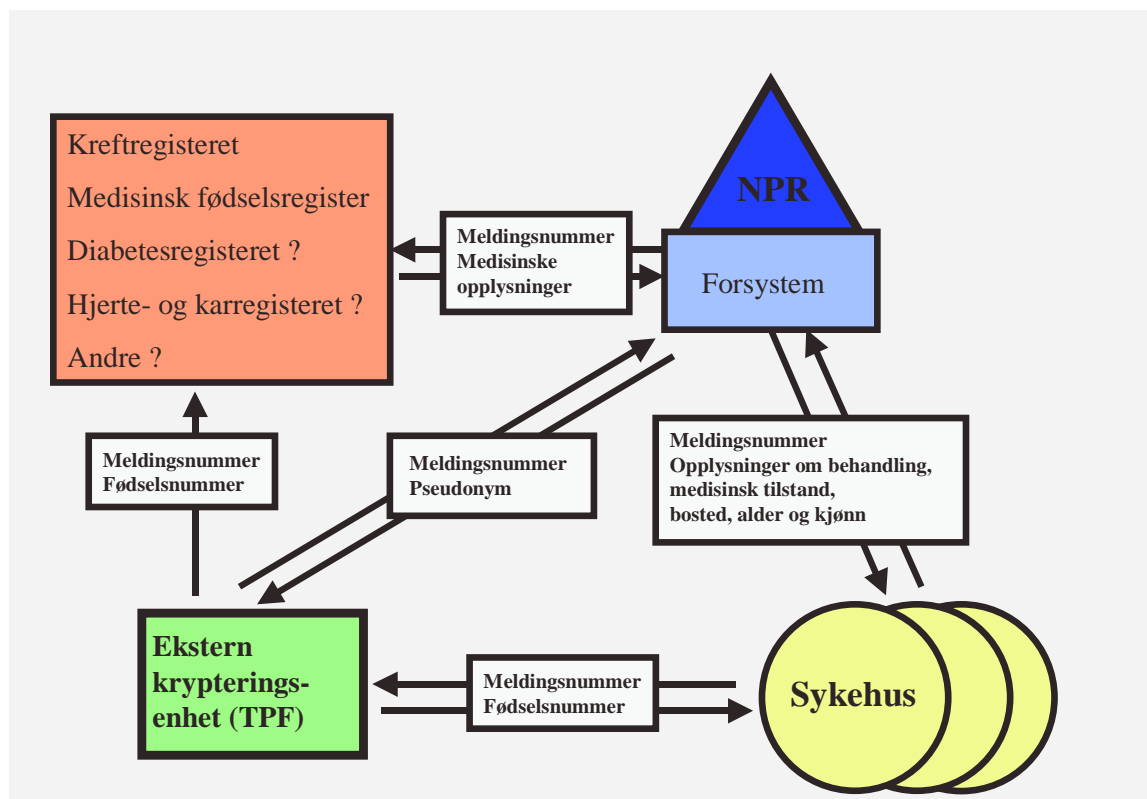 Kreftregisteret
Medisinsk fødselsregister
Diabetesregisteret ?
Hjerte- og karregisteret ?
Andre ?
Meldingsnummer
Medisinske
opplysninger
NPR
Forsystem
Meldingsnummer
Fødselsnummer
Meldingsnummer
Pseudonym
Meldingsnummer
Opplysninger om behandling,
medisinsk tilstand,
bosted, alder og kjønn
Ekstern
krypterings-
enhet (TPF)
Meldingsnummer
Fødselsnummer
Sykehus